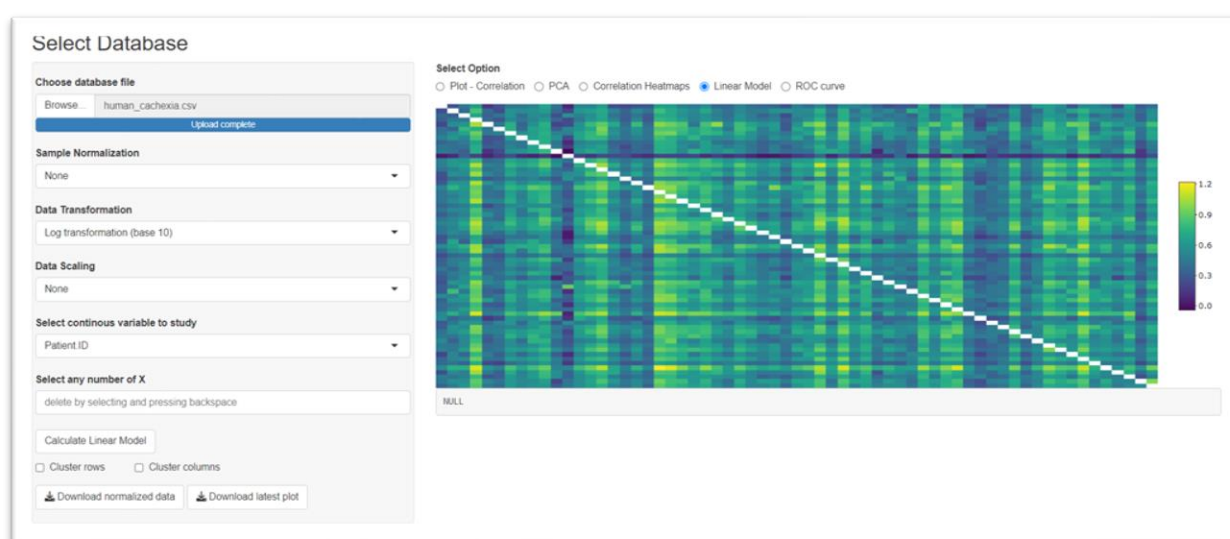 Select Database
Choose database file
Browse... human_cachexia.csv
Upload complete
Sample Normalization
None
Data Transformation
Log transformation (base 10)
Data Scaling
None
Select continous variable to study
Patient.ID
Select any number of X
delete by selecting and pressing backspace
Calculate Linear Model
Cluster rows Cluster columns
Download normalized data Download latest plot
Select Option
Plot - Correlation PCA Correlation Heatmaps Linear Model ROC curve
1.2
0.9
0.6
0.3
0.0
NULL